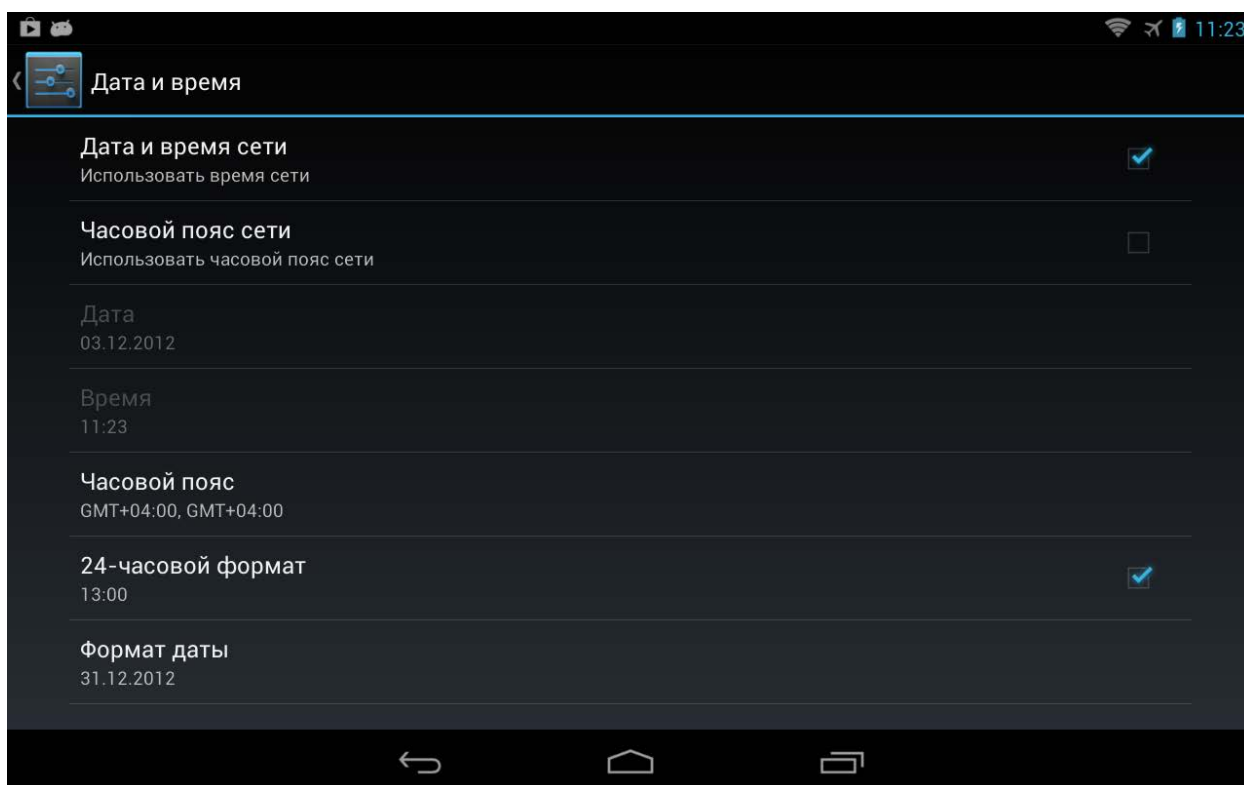 11:23
Дата и время
Дата и время сети
Использовать время сети
Часовой пояс сети
Использовать часовой пояс сети
Дата
03.12.2012
Время
11:23
Часовой пояс
GMT+04:00, GMT+04:00
24-часовой формат
13:00
Формат даты
31.12.2012